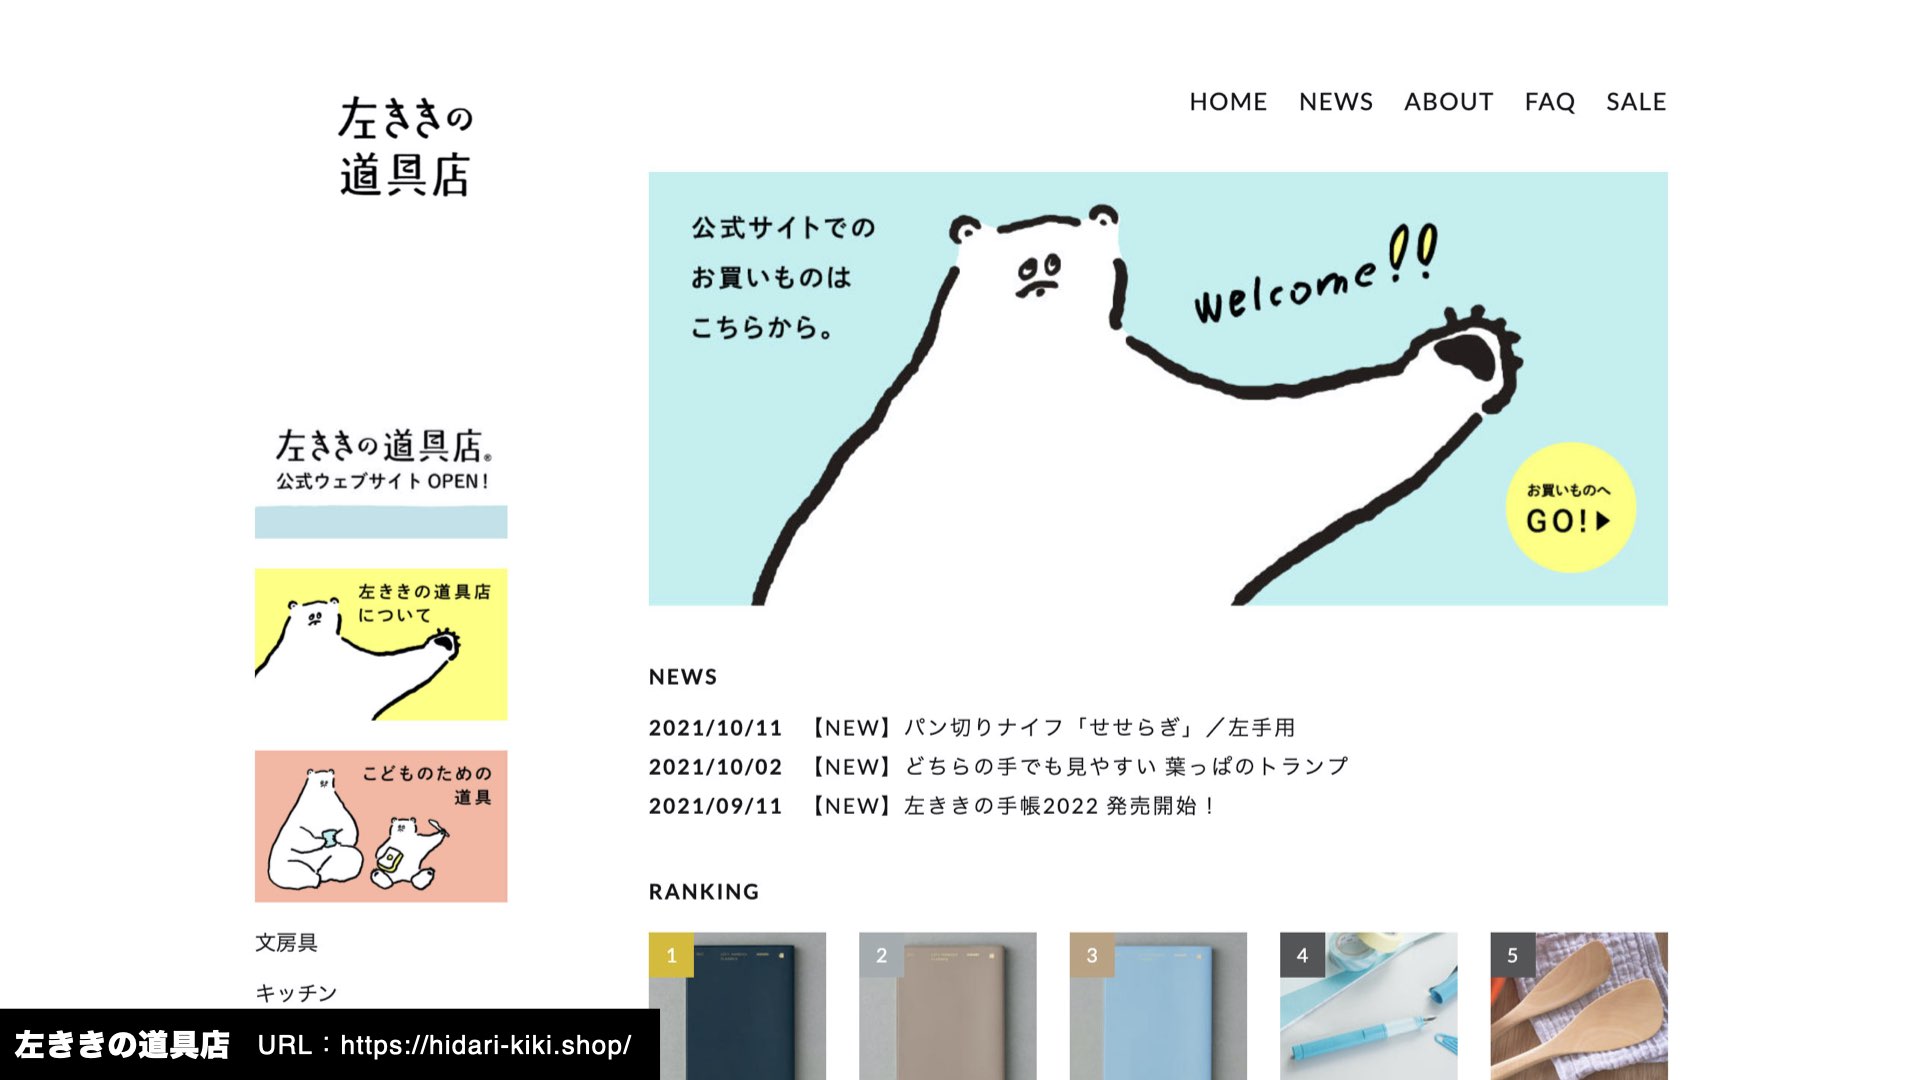 左ききの
道具店
HOME NEWS ABOUT FAQ SALE
公式サイトでの
お買いものは
こちらから。
welcome!!
お買いものへ
GO!▶
左ききの道具店®
公式ウェブサイト OPEN!
左ききの道具店
について
こどものための
道具
文房具
キッチン
NEWS
2021/10/11 【NEW】パン切りナイフ「せせらぎ」／左手用
2021/10/02 【NEW】どちらの手でも見やすい 葉っぱのトランプ
2021/09/11 【NEW】左ききの手帳2022 発売開始！
RANKING
1 2 3 4 5
左ききの道具店 URL：https://hidari-kiki.shop/